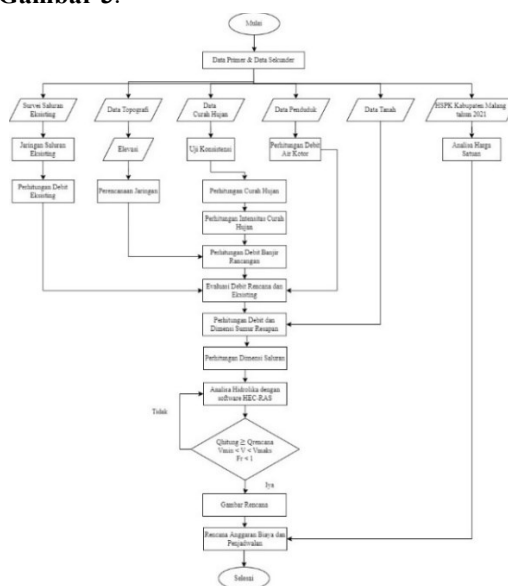 Gambar 3.
Mulai
Data Primer & Data Sekunder
Survei Saluran
Eksisting
Data Topografi
Data
Curah Hujan
Data Penduduk
Data Tanah
HSPK Kabupaten Malang
tahun 2021
Jaringan Saluran
Eksisting
Elevasi
Uji Konsistensi
Perhitungan Debit
Air Kotor
Analisa Harga
Satuan
Perhitungan Debit
Eksisting
Perencanaan Jaringan
Perhitungan Curah Hujan
Perhitungan Intensitas Curah
Hujan
Perhitungan Debit Banjir
Rancangan
Evaluasi Debit Rencana dan
Eksisting
Perhitungan Debit dan
Dimensi Sumur Resapan
Perhitungan Dimensi Saluran
Analisa Hidrolika dengan
software HEC-RAS
Tidak
Qhitung ≥ Qrencana
Vmin < V < Vmaks
Fr < 1
Iya
Gambar Rencana
Rencana Anggaran Biaya dan
Penjadwalan
Selesai